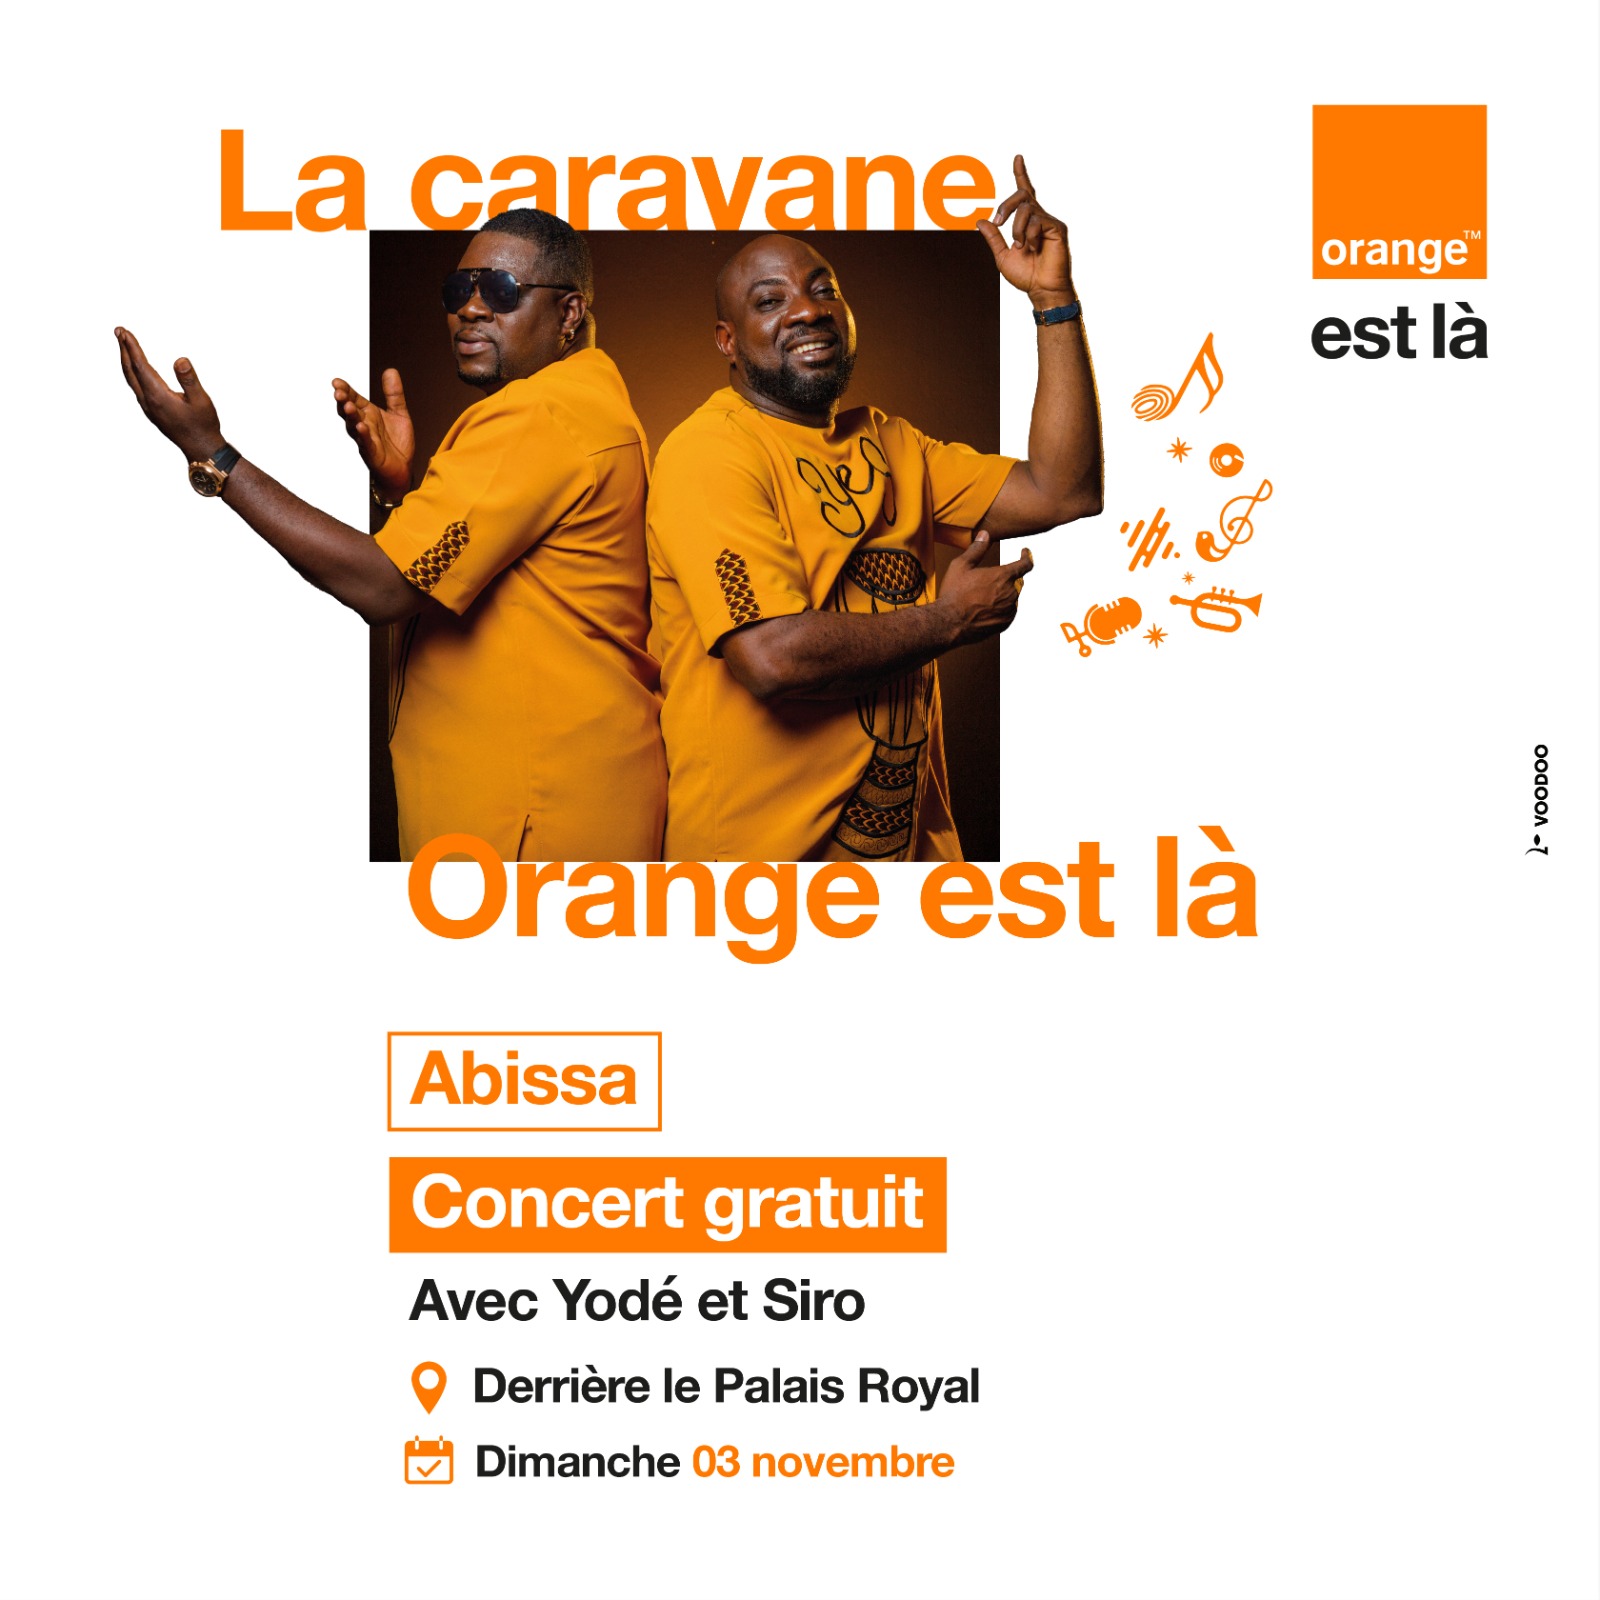 La caravane
orange™
est là
Yes
VOODOO
Orange est là
Abissa
Concert gratuit
Avec Yodé et Siro
Derrière le Palais Royal
Dimanche 03 novembre